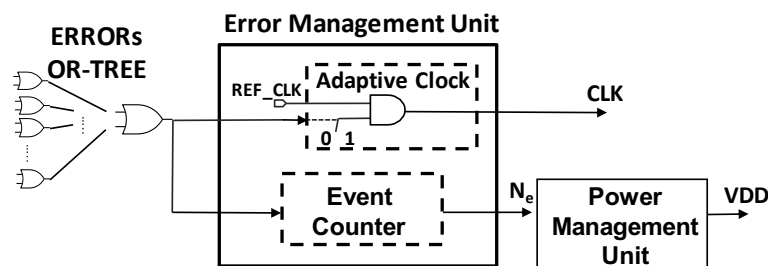 ERRORs
OR-TREE
Error Management Unit
Adaptive Clock
REF_CLK
0 1
CLK
Event
Counter
Ne
Power
Management
Unit
VDD